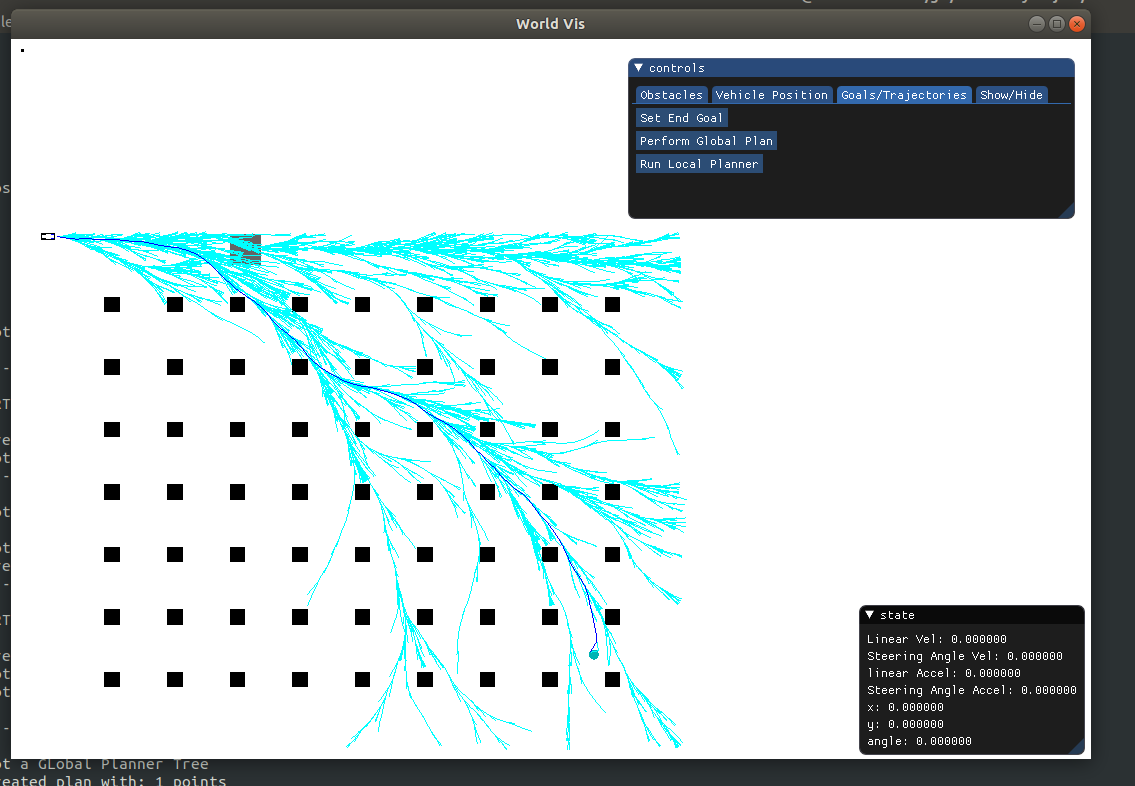 World Vis
controls
Obstacles Vehicle Position Goals/Trajectories Show/Hide
Set End Goal
Perform Global Plan
Run Local Planner
state
Linear Vel: 0.000000
Steering Angle Vel: 0.000000
linear Accel: 0.000000
Steering Angle Accel: 0.000000
x: 0.000000
y: 0.000000
angle: 0.000000
a GLobal Planner Tree
plan with: 1 points